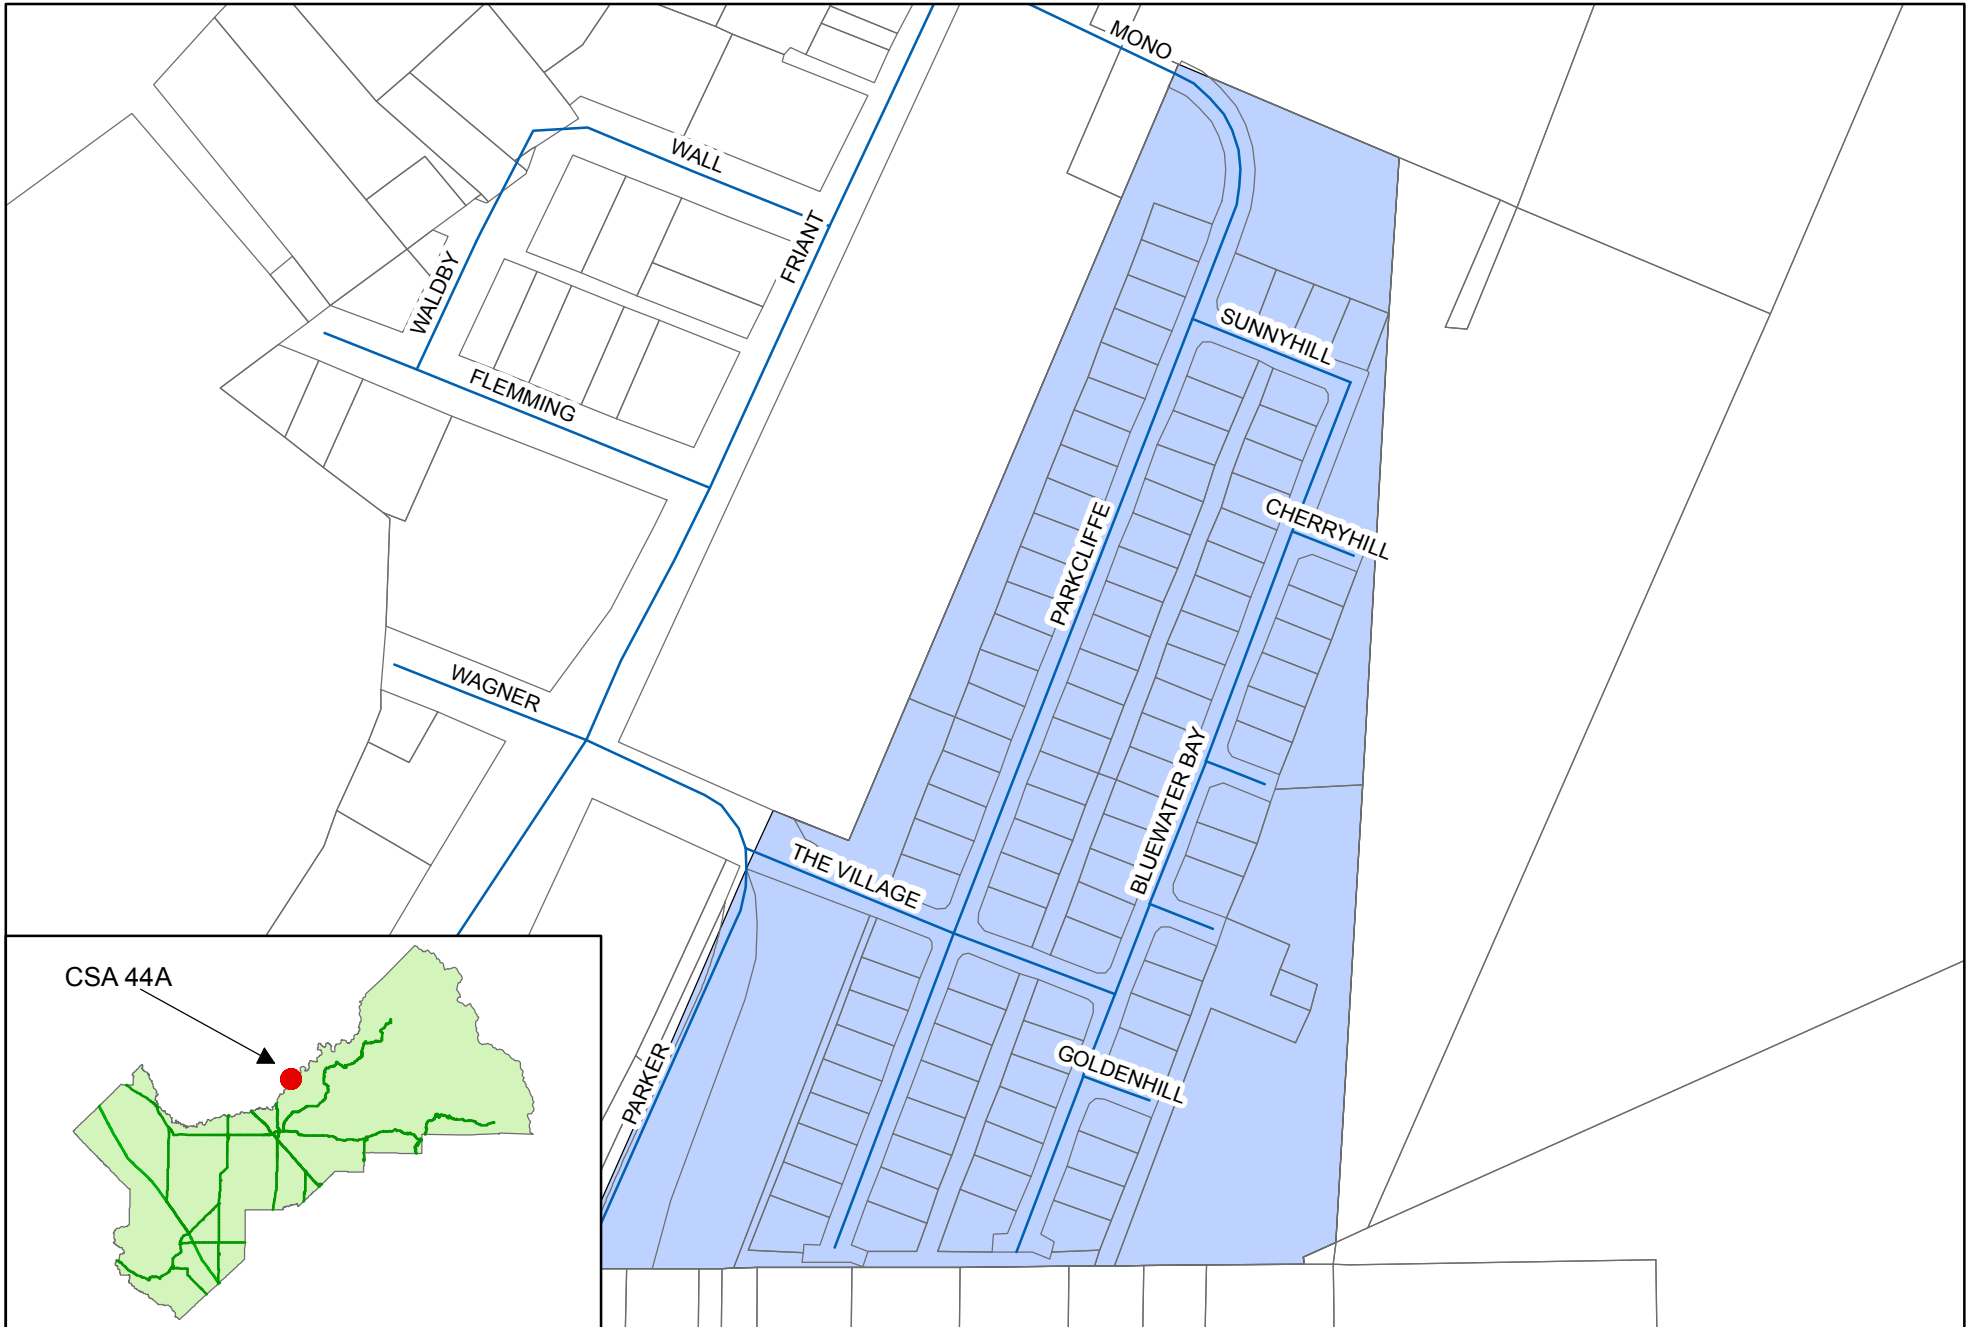 MONO
WALL
FRIANT
WALDBY
SUNNYHILL
FLEMMING
CHERRYHILL
PARKCLIFFE
WAGNER
BLUEWATER BAY
THE VILLAGE
CSA 44A
GOLDENHILL
PARKER